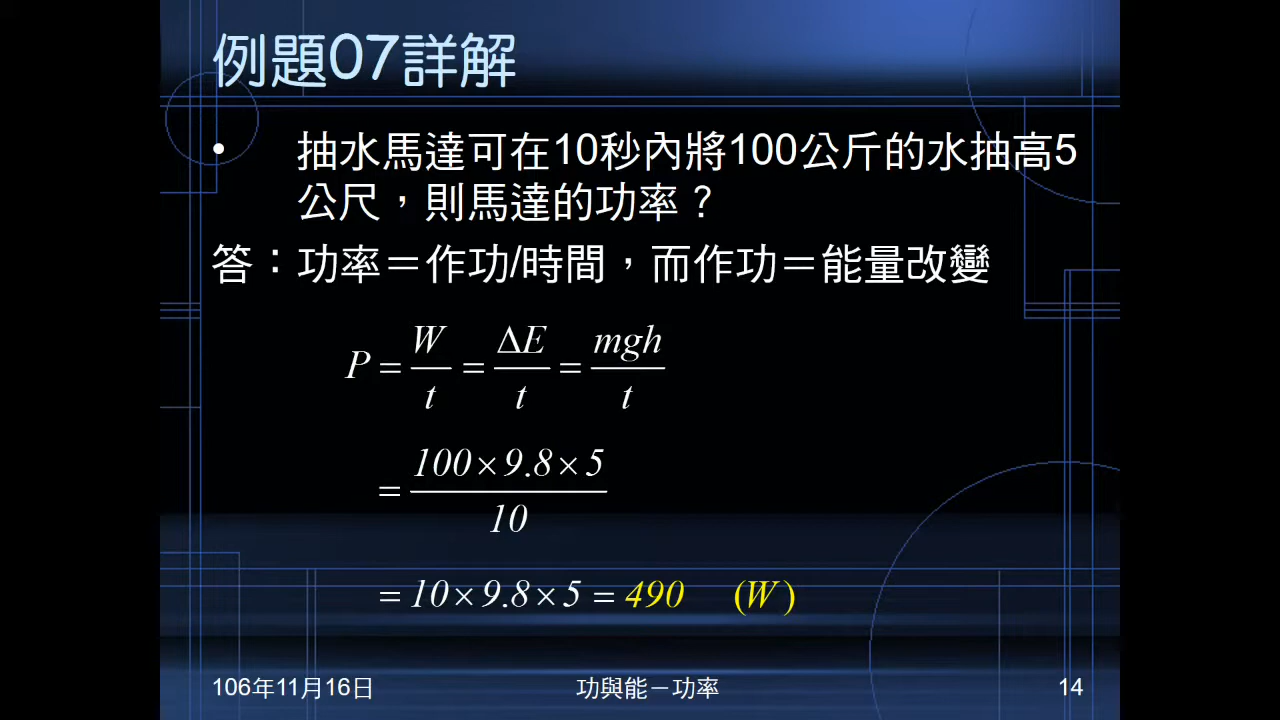 例題07詳解
• 抽水馬達可在10秒內將100公斤的水抽高5
公尺，則馬達的功率？
答：功率＝作功/時間，而作功＝能量改變
P = W/t = ΔE/t = mgh/t
= 100×9.8×5/10
= 10×9.8×5 = 490 (W)
106年11月16日 功與能－功率 14